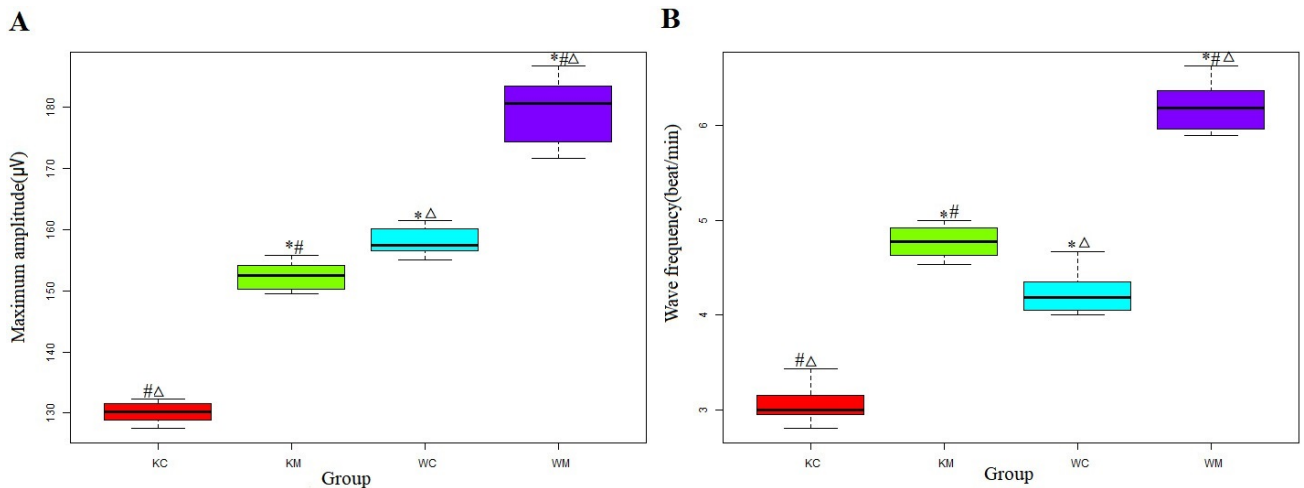 A
Maximum amplitude(μV)
180
170
160
150
140
130
*#△
*△
*#
#△
KC KM WC WM
Group
B
Wave frequency(beat/min)
6
5
4
3
*#△
*#
*△
#△
KC KM WC WM
Group